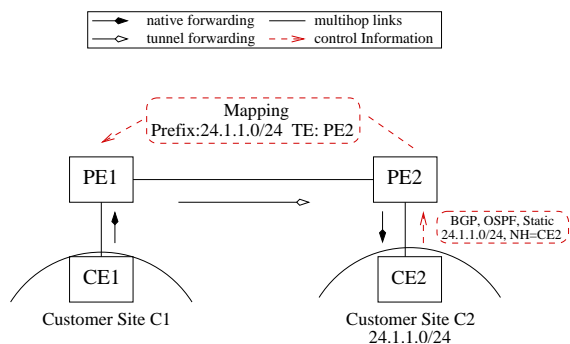 native forwarding
multihop links
tunnel forwarding
control Information
Mapping
Prefix:24.1.1.0/24 TE: PE2
PE1
PE2
BGP, OSPF, Static
24.1.1.0/24, NH=CE2
CE1
CE2
Customer Site C1
Customer Site C2
24.1.1.0/24